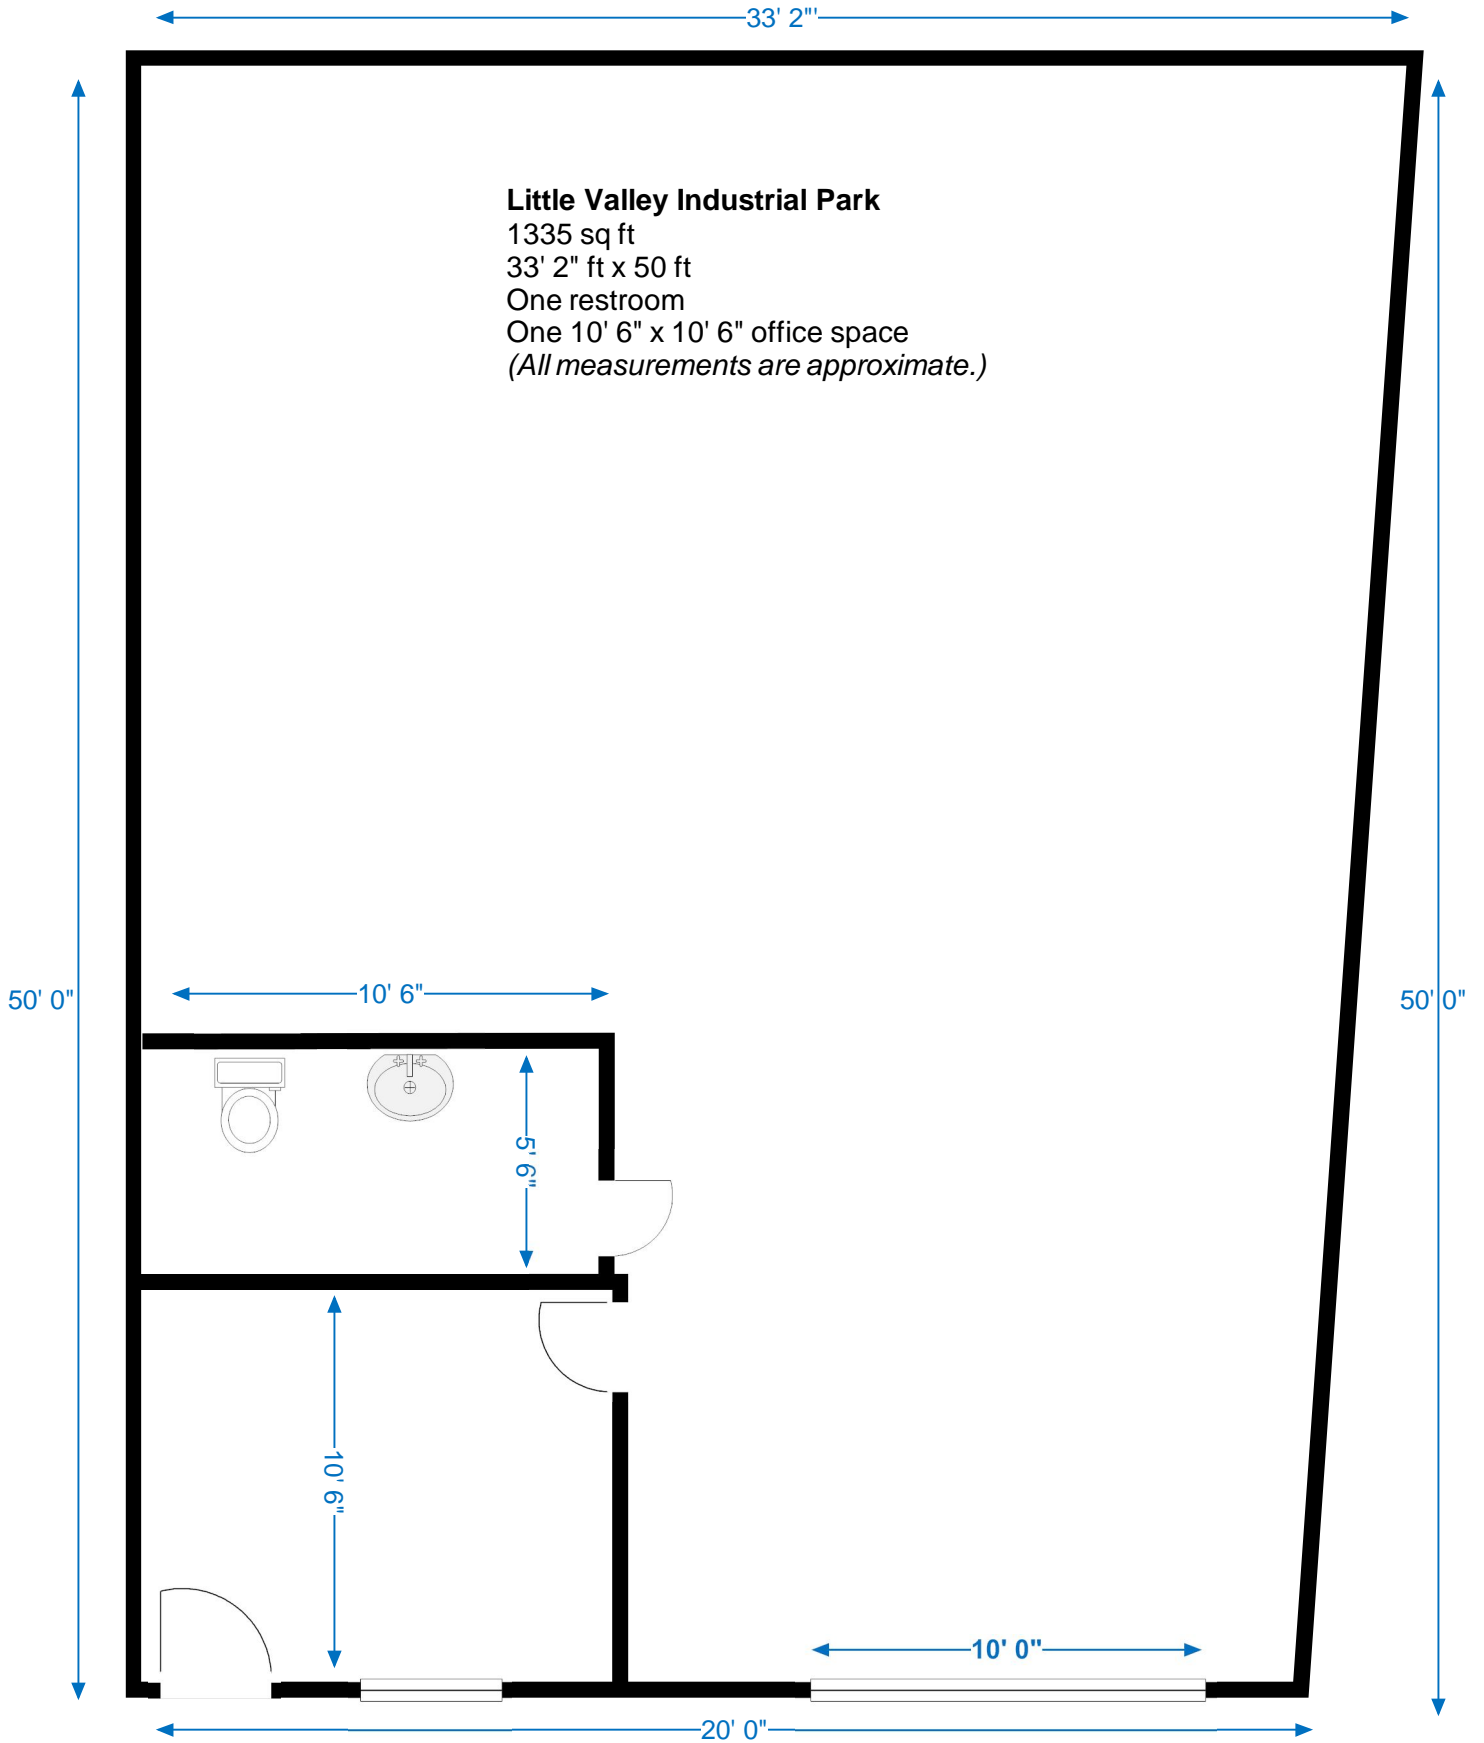 33' 2"'
Little Valley Industrial Park
1335 sq ft
33' 2" ft x 50 ft
One restroom
One 10' 6" x 10' 6" office space
(All measurements are approximate.)
50' 0"
10' 6"
50' 0"
5' 6"
10' 6"
10' 0"
20' 0"